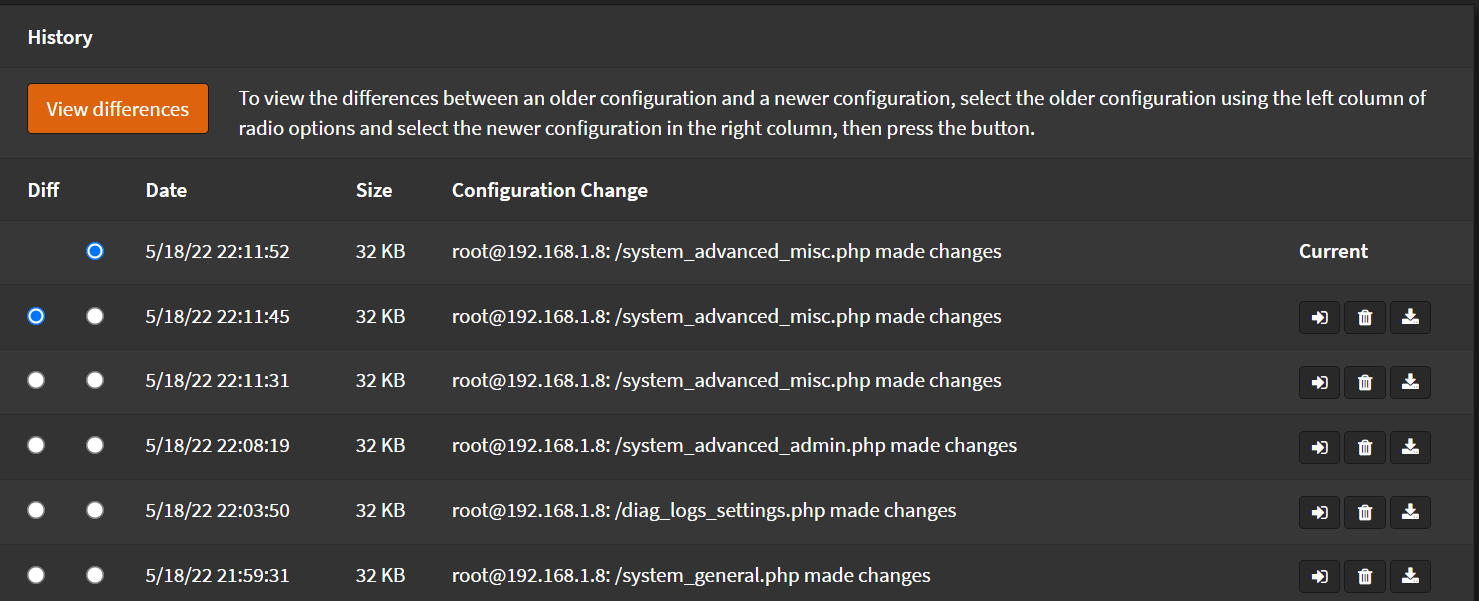 History
View differences
To view the differences between an older configuration and a newer configuration, select the older configuration using the left column of
radio options and select the newer configuration in the right column, then press the button.
Diff Date Size Configuration Change
5/18/22 22:11:52 32 KB root@192.168.1.8: /system_advanced_misc.php made changes Current
5/18/22 22:11:45 32 KB root@192.168.1.8: /system_advanced_misc.php made changes
5/18/22 22:11:31 32 KB root@192.168.1.8: /system_advanced_misc.php made changes
5/18/22 22:08:19 32 KB root@192.168.1.8: /system_advanced_admin.php made changes
5/18/22 22:03:50 32 KB root@192.168.1.8: /diag_logs_settings.php made changes
5/18/22 21:59:31 32 KB root@192.168.1.8: /system_general.php made changes